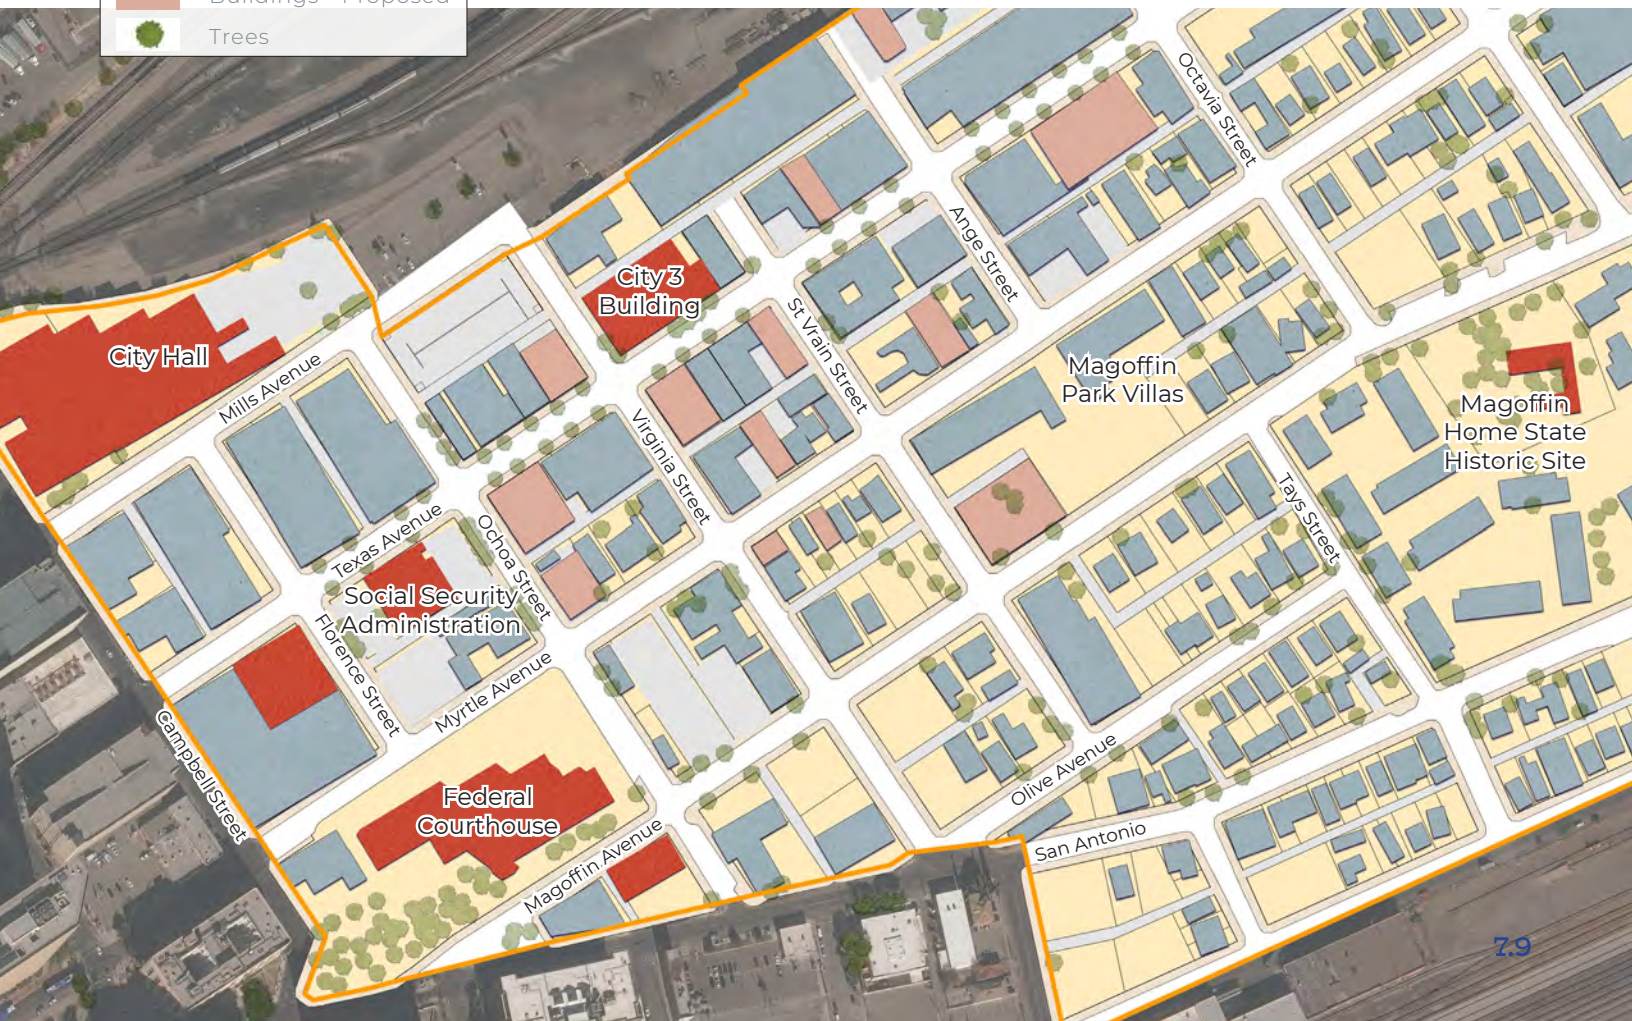 Buildings - Proposed
Trees
Octavia Street
Ange Street
City 3
Building
St Vrain Street
City Hall
Mills Avenue
Magoffin
Park Villas
Magoffin
Home State
Historic Site
Virginia Street
Tays Street
Texas Avenue
Ochoa Street
Social Security
Administration
Florence Street
Myrtle Avenue
Campbell Street
Olive Avenue
Federal
Courthouse
San Antonio
Magoffin Avenue
7.9